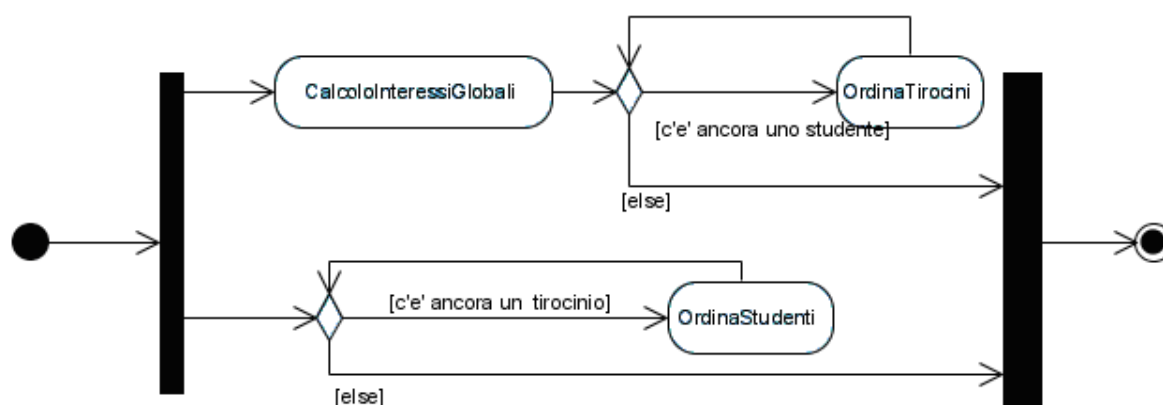 CalcoloInteressiGlobali
OrdinaTirocini
[c'e' ancora uno studente]
[else]
[c'e' ancora un tirocinio]
OrdinaStudenti
[else]